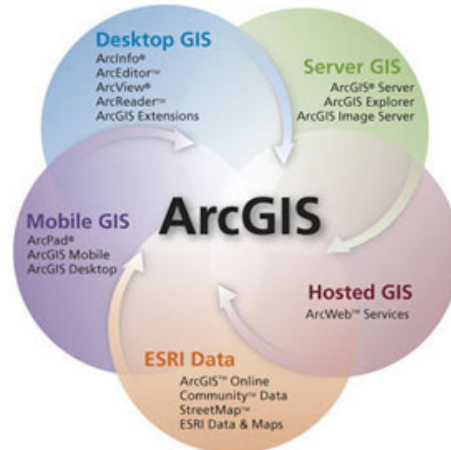 Desktop GIS
ArcInfo®
ArcEditor™
ArcView®
ArcReader™
ArcGIS Extensions
Server GIS
ArcGIS® Server
ArcGIS Explorer
ArcGIS Image Server
ArcGIS
Mobile GIS
ArcPad®
ArcGIS Mobile
ArcGIS Desktop
Hosted GIS
ArcWeb™ Services
ESRI Data
ArcGIS™ Online
Community™ Data
StreetMap™
ESRI Data & Maps